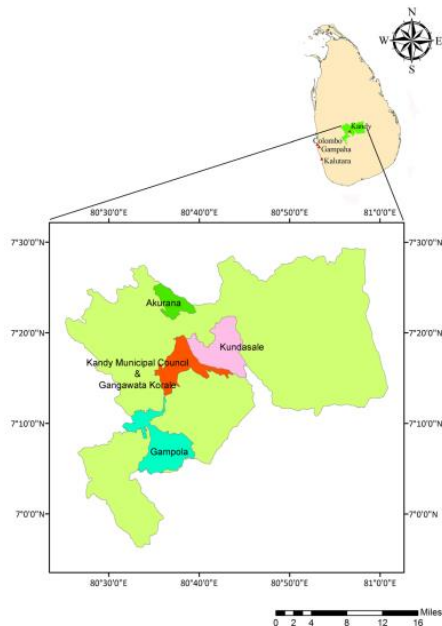 N
W E
S
Kandy
Colombo
Gampaha
Kalutara
80°30'0"E 80°40'0"E 80°50'0"E 81°0'0"E
7°30'0"N 7°30'0"N
Akurana
7°20'0"N 7°20'0"N
Kundasale
Kandy Municipal Council
&
Gangawata Korale
7°10'0"N 7°10'0"N
Gampola
7°0'0"N 7°0'0"N
80°30'0"E 80°40'0"E 80°50'0"E 81°0'0"E
Miles
0 2 4 8 12 16